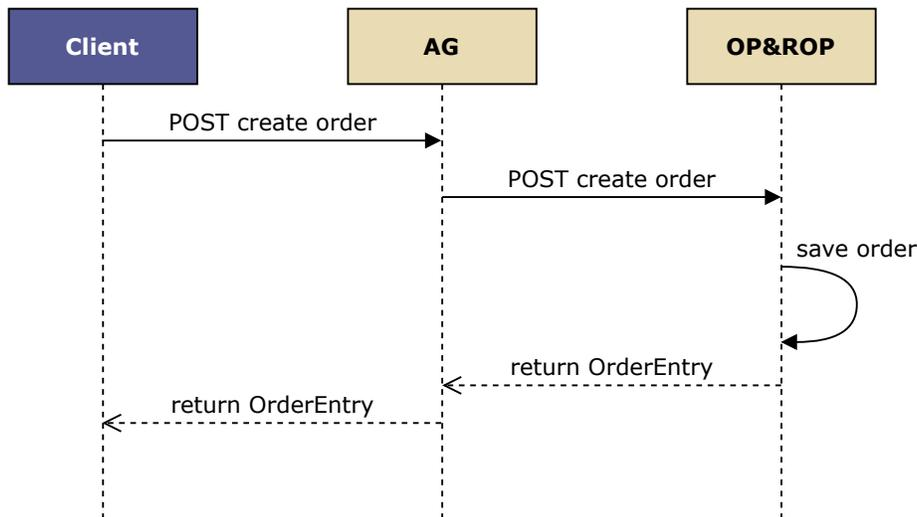 Client
AG
OP&ROP
POST create order
POST create order
save order
return OrderEntry
return OrderEntry